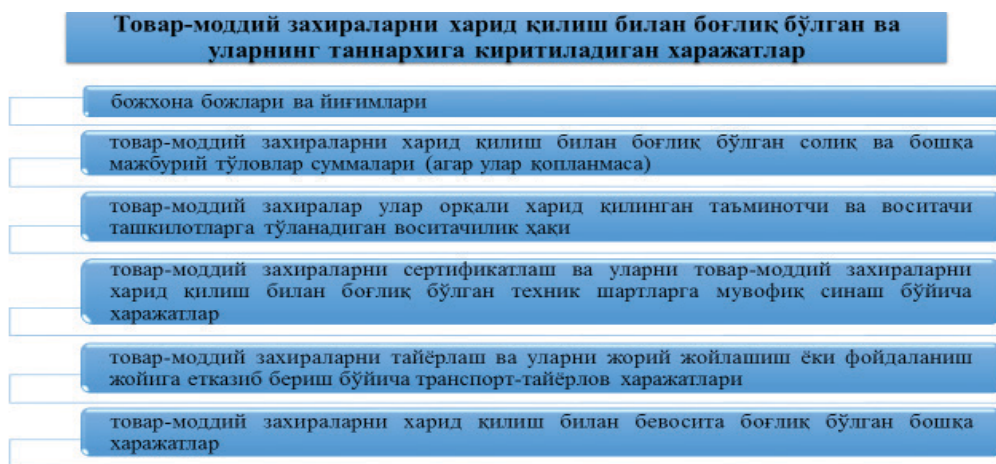 Товар-моддий захираларни харид қилиш билан боғлиқ бўлган ва
уларнинг таннархига киритиладиган харажатлар
божхона божлари ва йиғимлари
товар-моддий захираларни харид қилиш билан боғлиқ бўлган солиқ ва бошқа
мажбурий тўловлар суммалари (агар улар қопланмаса)
товар-моддий захиралар улар орқали харид қилинган таъминотчи ва воситачи
ташкилотларга тўланадиган воситачилик ҳақи
товар-моддий захираларни сертификатлаш ва уларни товар-моддий захираларни
харид қилиш билан боғлиқ бўлган техник шартларга мувофиқ синаш бўйича
харажатлар
товар-моддий захираларни тайёрлаш ва уларни жорий жойлашиш ёки фойдаланиш
жойига етказиб бериш бўйича транспорт-тайёрлов харажатлари
товар-моддий захираларни харид қилиш билан бевосита боғлиқ бўлган бошқа
харажатлар